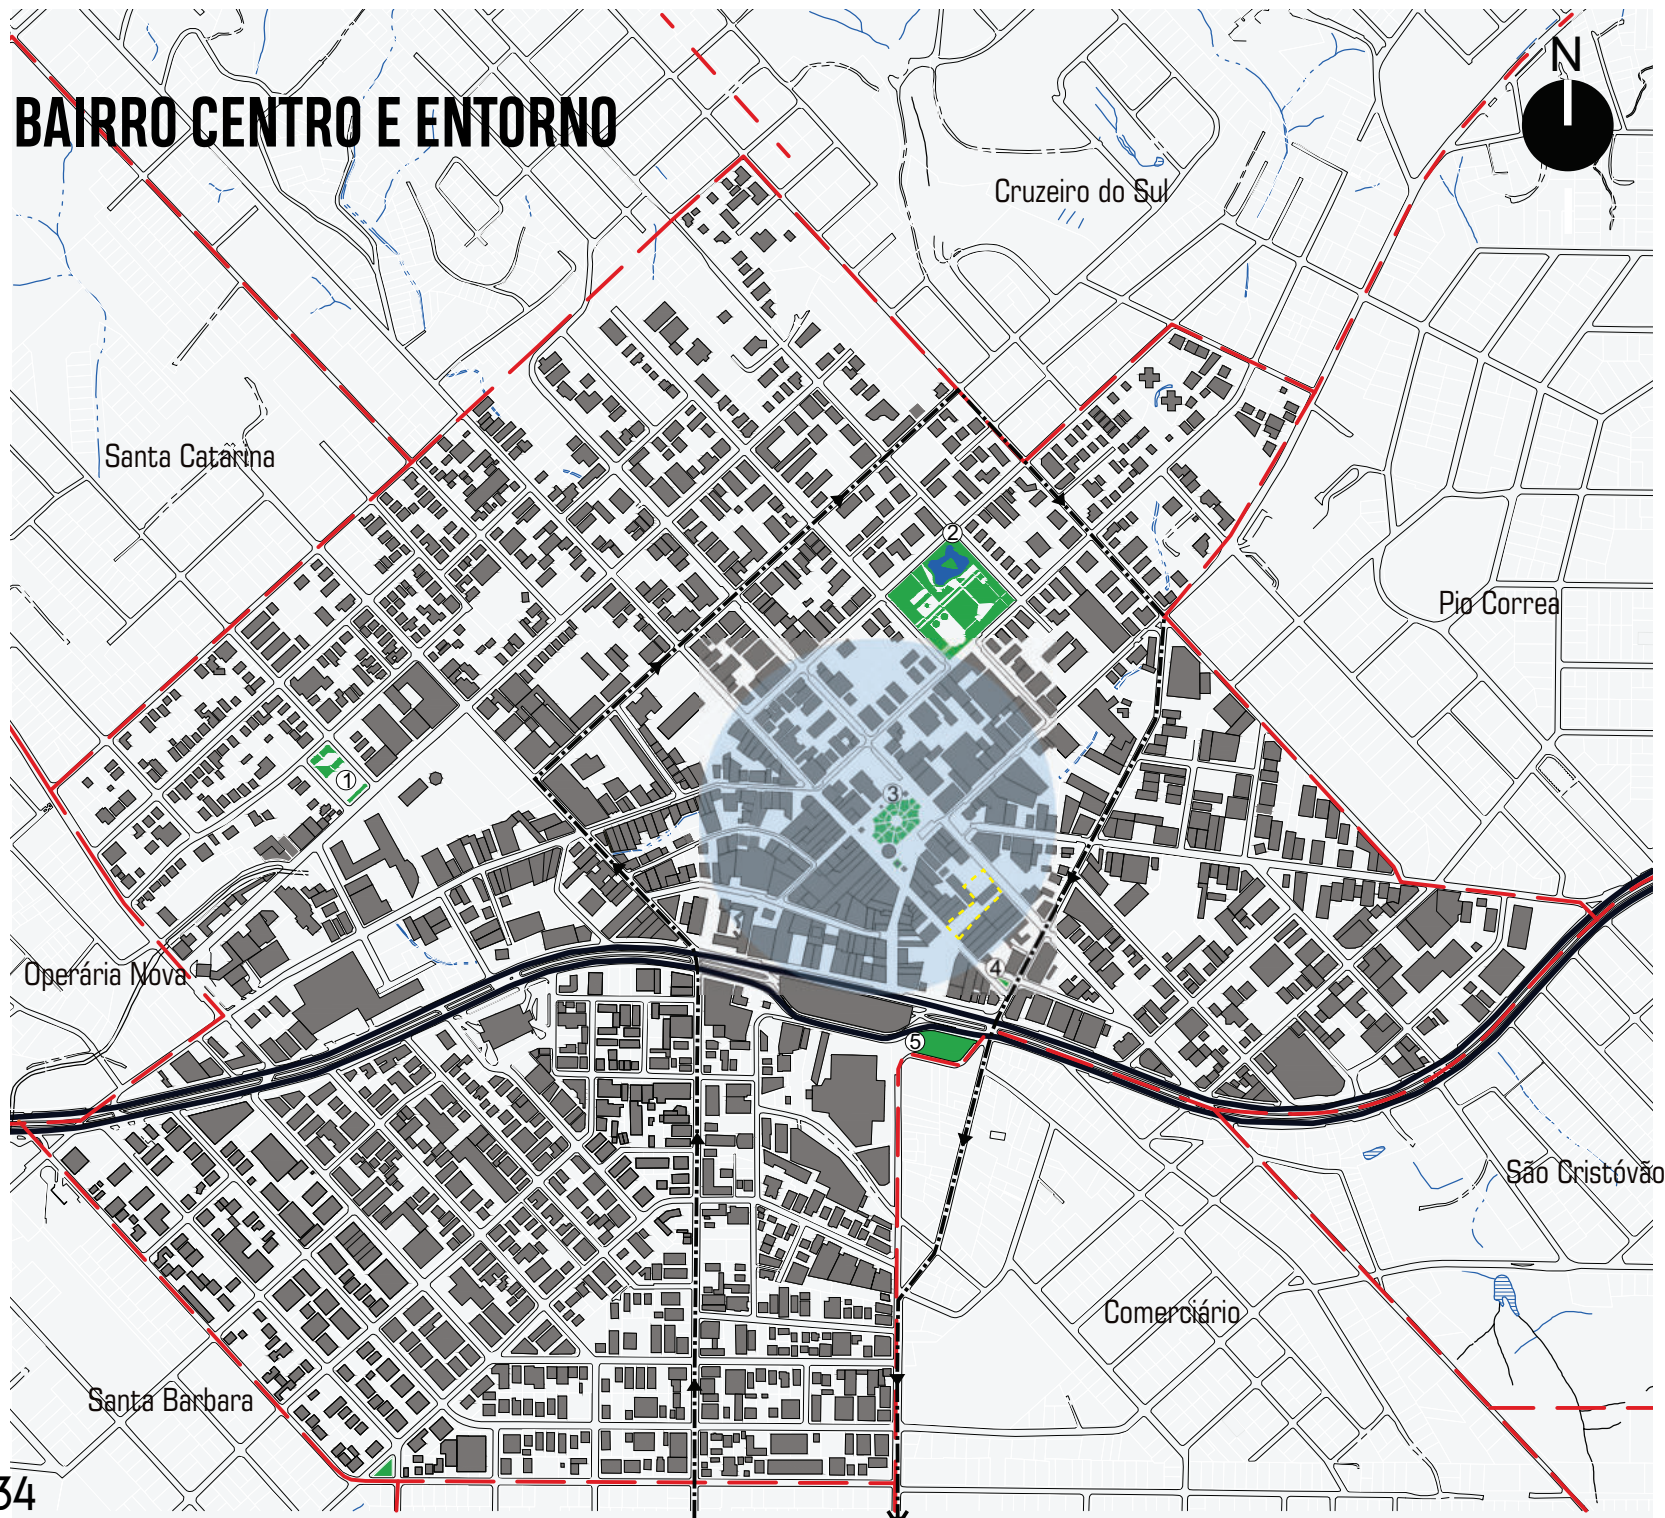 N
BAIRRO CENTRO E ENTORNO
Cruzeiro do Sul
Santa Catarina
2
Pio Correa
1
3
4
Operária Nova
5
São Cristóvão
Comerciário
Santa Barbara
34